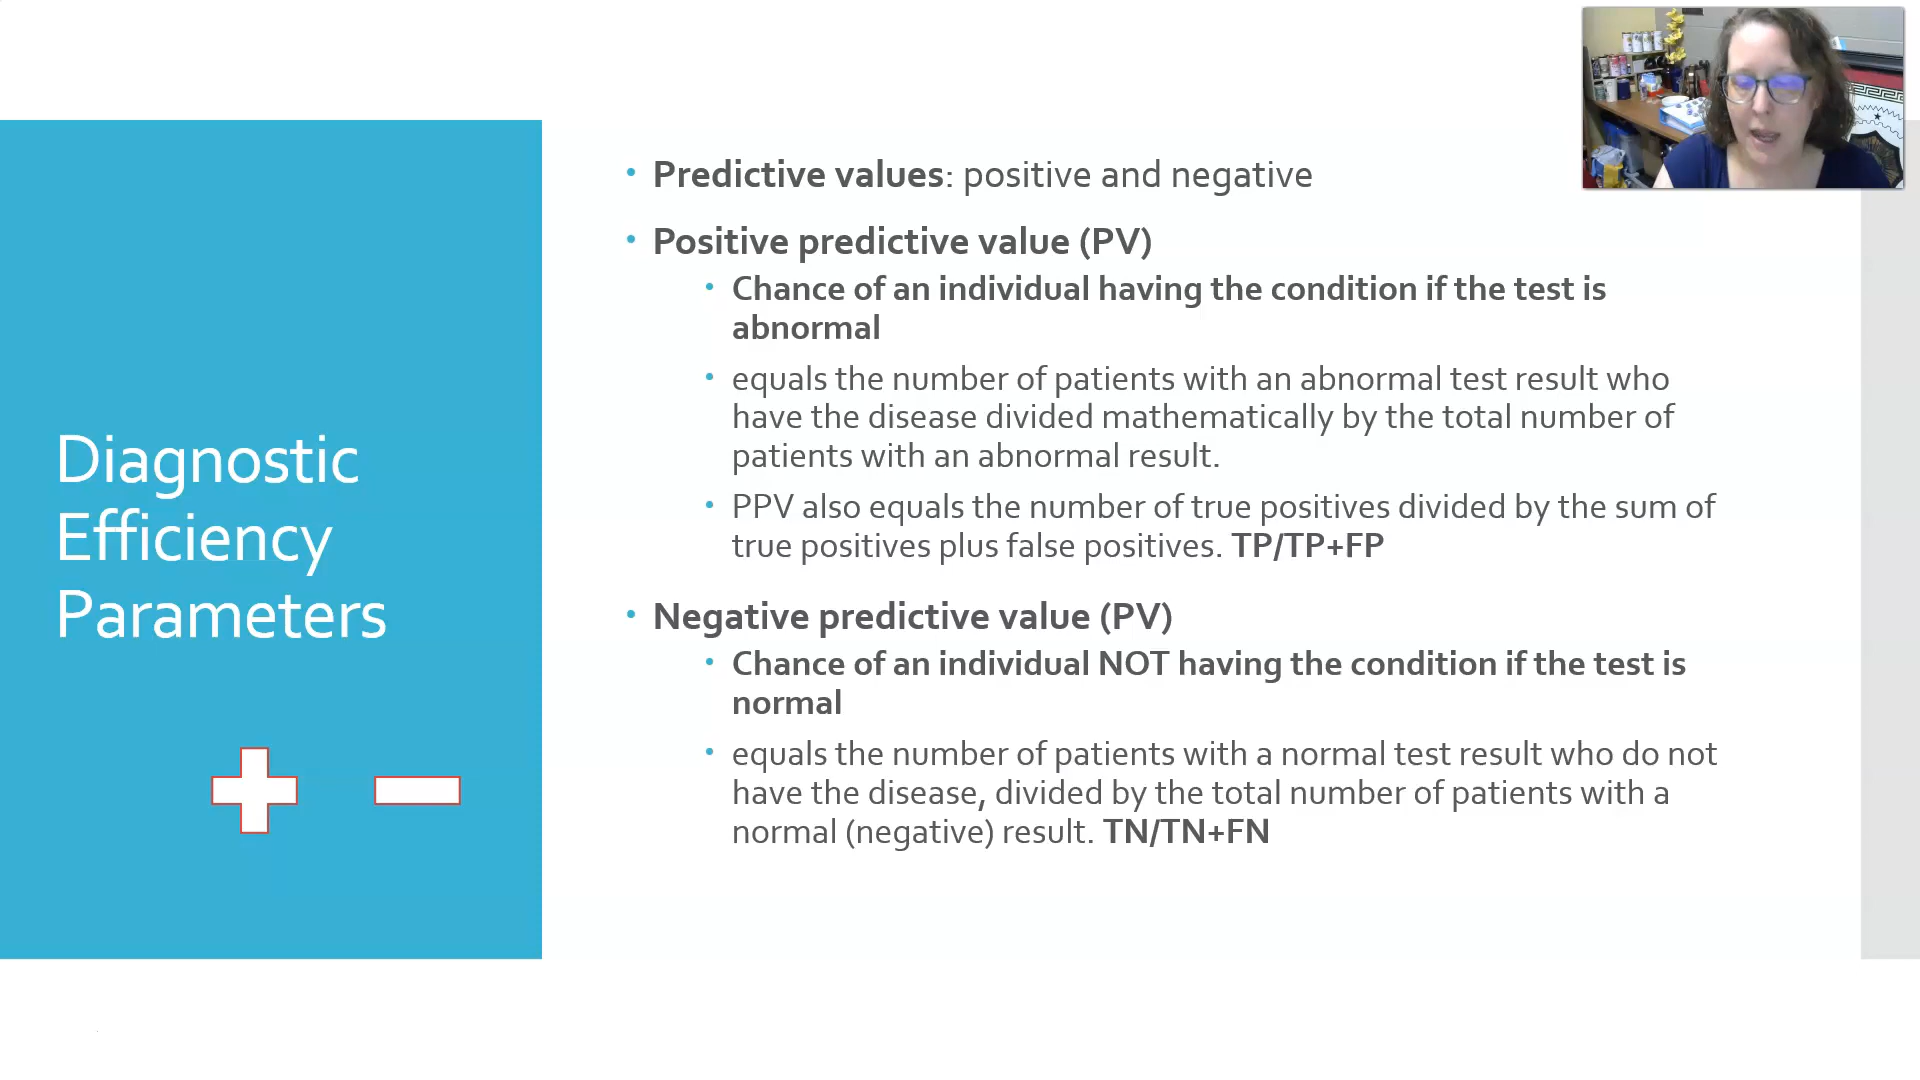 Diagnostic
Efficiency
Parameters
• Predictive values: positive and negative
• Positive predictive value (PV)
• Chance of an individual having the condition if the test is
abnormal
• equals the number of patients with an abnormal test result who
have the disease divided mathematically by the total number of
patients with an abnormal result.
• PPV also equals the number of true positives divided by the sum of
true positives plus false positives. TP/TP+FP
• Negative predictive value (PV)
• Chance of an individual NOT having the condition if the test is
normal
• equals the number of patients with a normal test result who do not
have the disease, divided by the total number of patients with a
normal (negative) result. TN/TN+FN